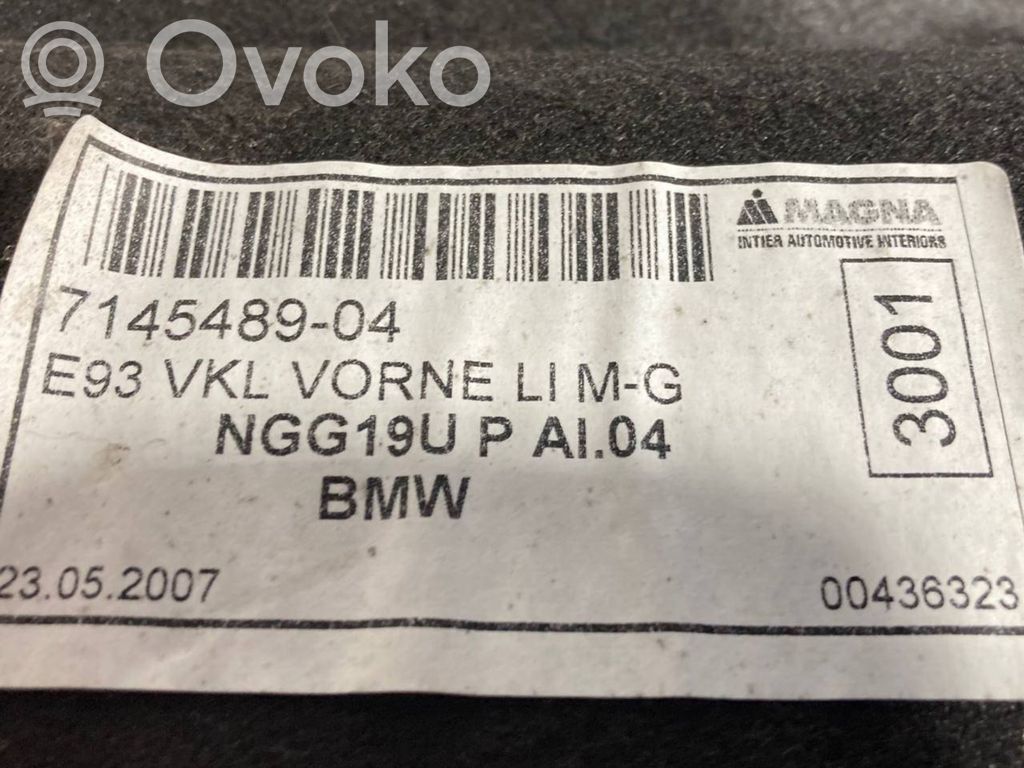 Ovoko
MAGNA
INTIER AUTOMOTIVE INTERIORS
7145489-04
3001
E93 VKL VORNE LI M-G
NGG19U P AI.04
BMW
23.05.2007
00436323